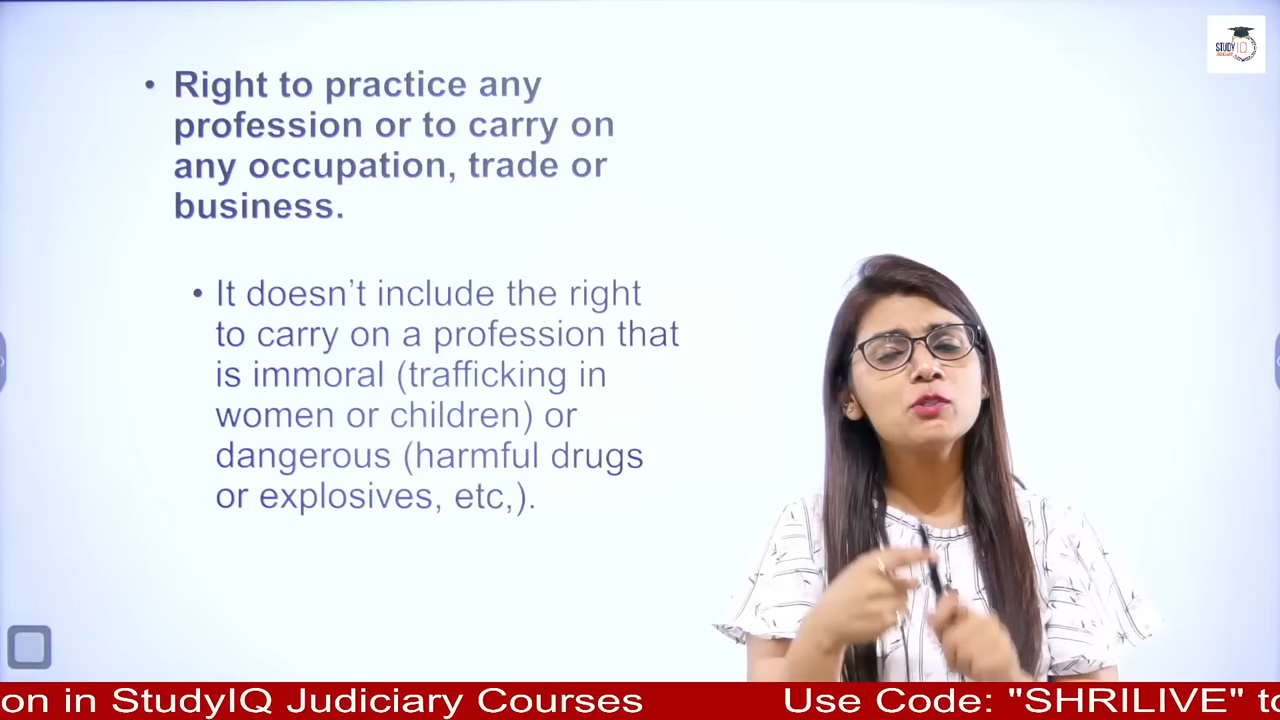 • Right to practice any
profession or to carry on
any occupation, trade or
business.
• It doesn't include the right
to carry on a profession that
is immoral (trafficking in
women or children) or
dangerous (harmful drugs
or explosives, etc,).
STUDY IQ
on in StudyIQ Judiciary Courses
Use Code: "SHRILIVE" to